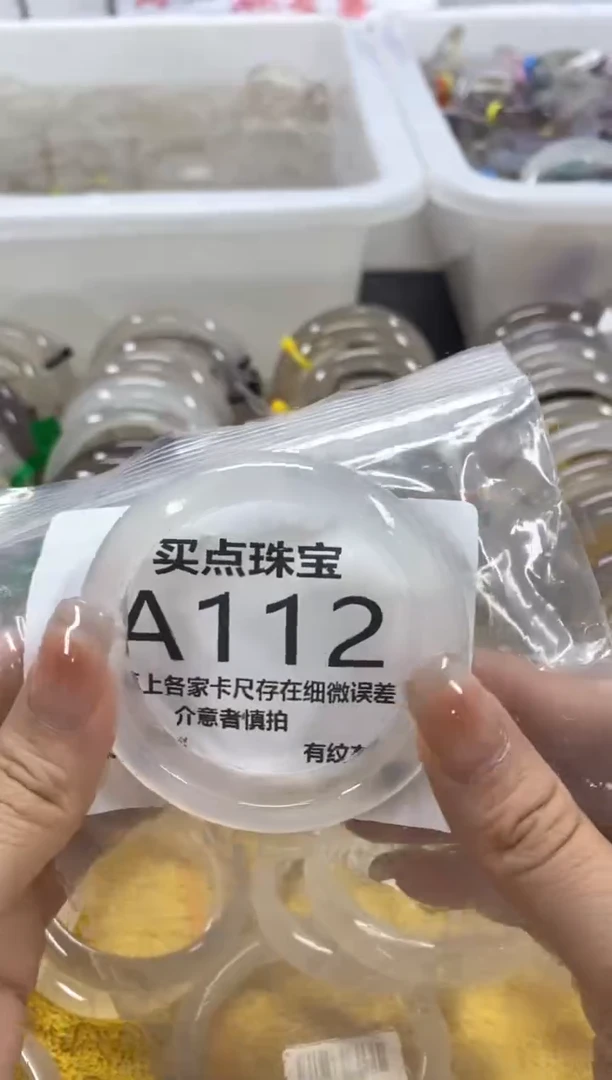 买点珠宝
A112
上各家卡尺存在细微误差
介意者慎拍
有纹